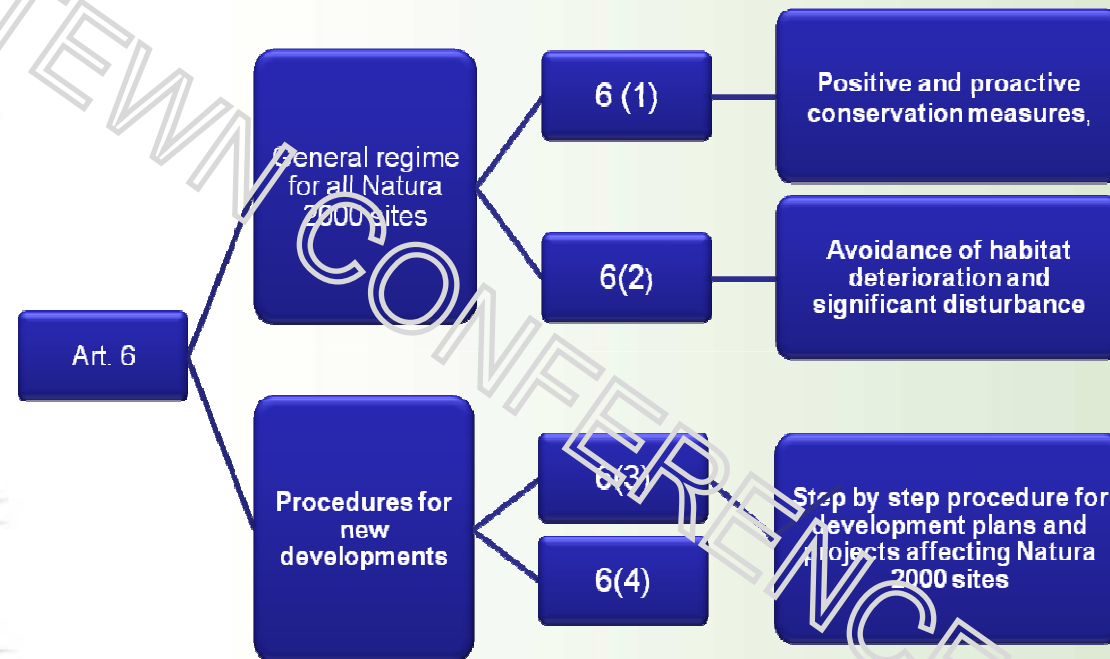 TEWN CONFERENCE
Art. 6
General regime
for all Natura
2000 sites
6 (1)
Positive and proactive
conservation measures,
6(2)
Avoidance of habitat
deterioration and
significant disturbance
Procedures for
new
developments
6(3)
6(4)
Step by step procedure for
development plans and
projects affecting Natura
2000 sites